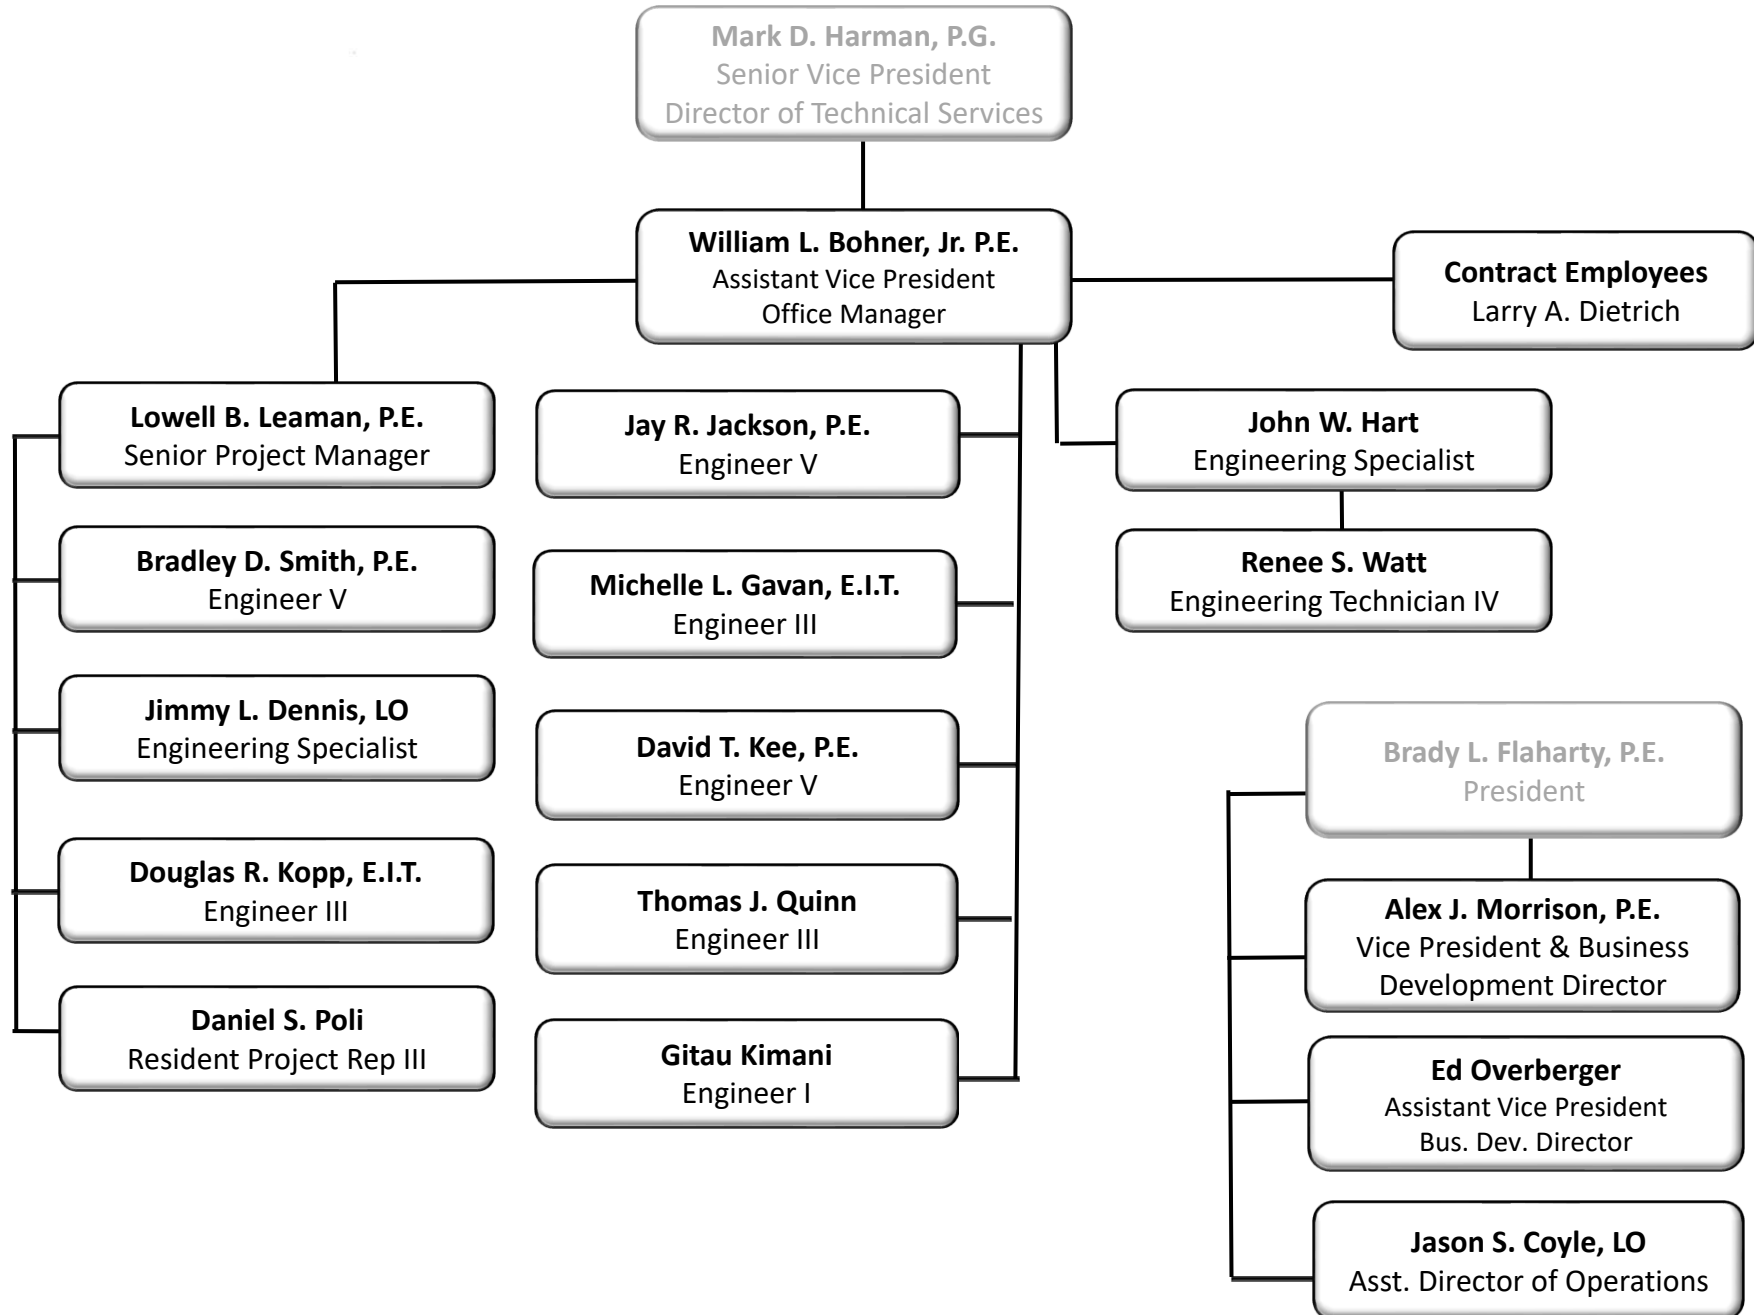 Mark D. Harman, P.G.
Senior Vice President
Director of Technical Services
William L. Bohner, Jr. P.E.
Assistant Vice President
Office Manager
Contract Employees
Larry A. Dietrich
Lowell B. Leaman, P.E.
Senior Project Manager
Bradley D. Smith, P.E.
Engineer V
Jimmy L. Dennis, LO
Engineering Specialist
Douglas R. Kopp, E.I.T.
Engineer III
Daniel S. Poli
Resident Project Rep III
Jay R. Jackson, P.E.
Engineer V
Michelle L. Gavan, E.I.T.
Engineer III
David T. Kee, P.E.
Engineer V
Thomas J. Quinn
Engineer III
Gitau Kimani
Engineer I
John W. Hart
Engineering Specialist
Renee S. Watt
Engineering Technician IV
Brady L. Flaharty, P.E.
President
Alex J. Morrison, P.E.
Vice President & Business
Development Director
Ed Overberger
Assistant Vice President
Bus. Dev. Director
Jason S. Coyle, LO
Asst. Director of Operations